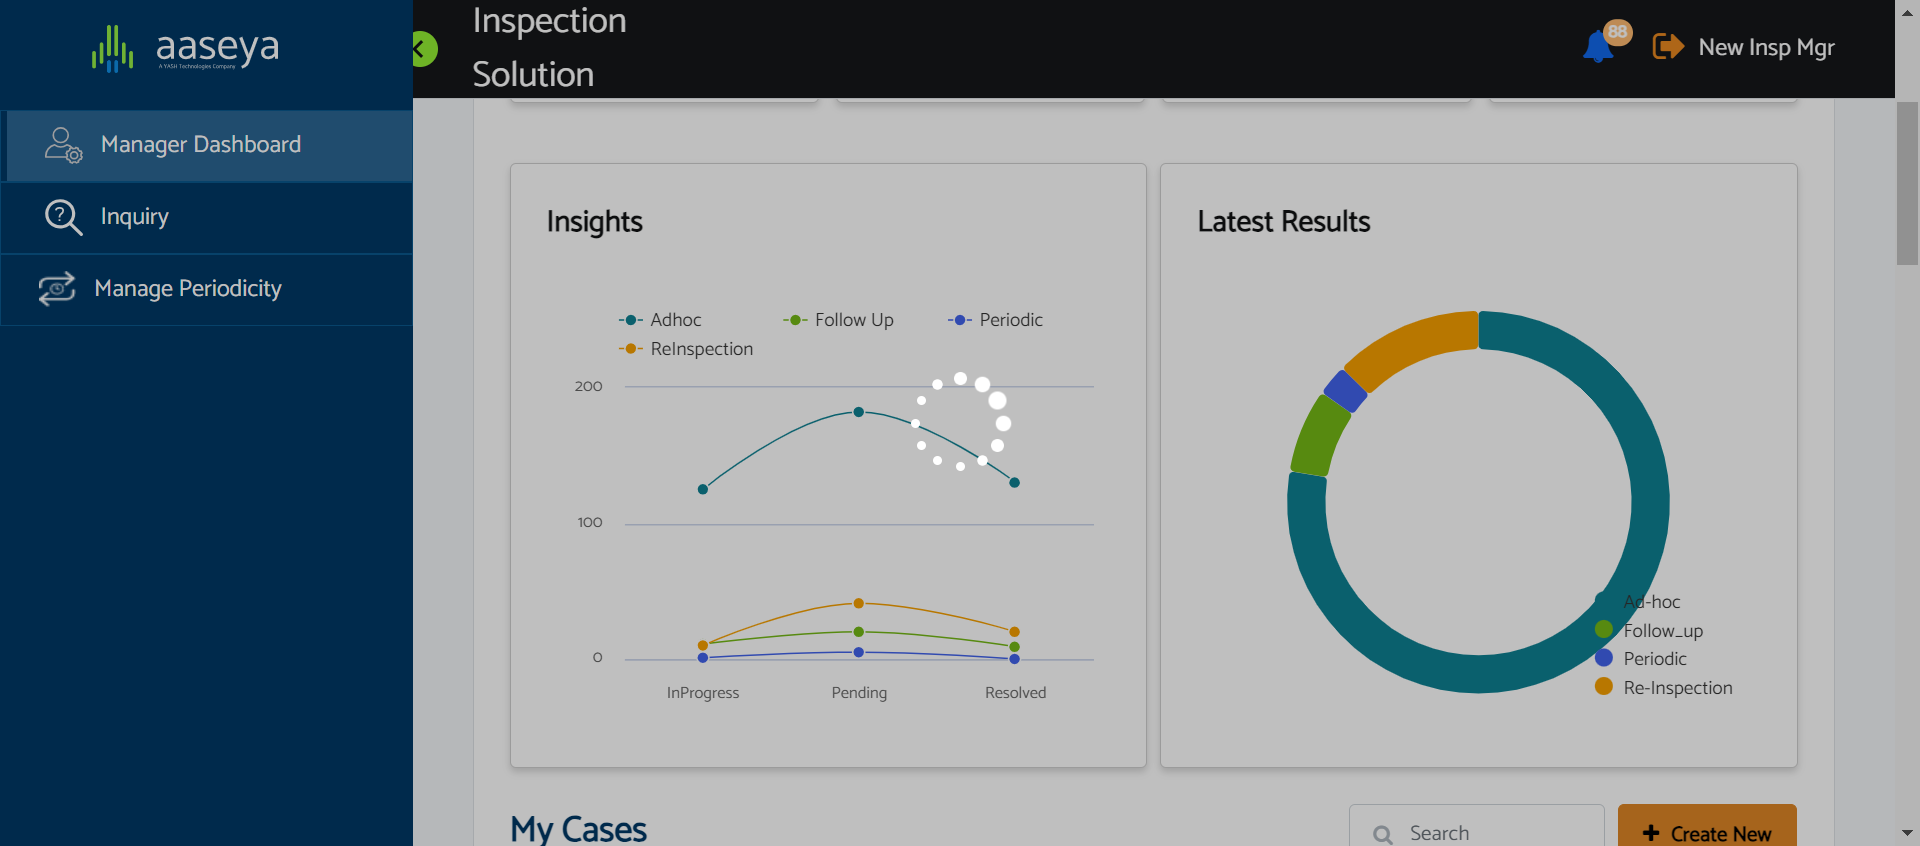 aaseya
A YASH Technologies Company
Manager Dashboard
Inquiry
Manage Periodicity
Inspection
Solution
88
New Insp Mgr
Insights
Adhoc
Follow Up
Periodic
ReInspection
200
100
0
InProgress
Pending
Resolved
Latest Results
Ad-hoc
Follow_up
Periodic
Re-Inspection
My Cases
Search
+ Create New